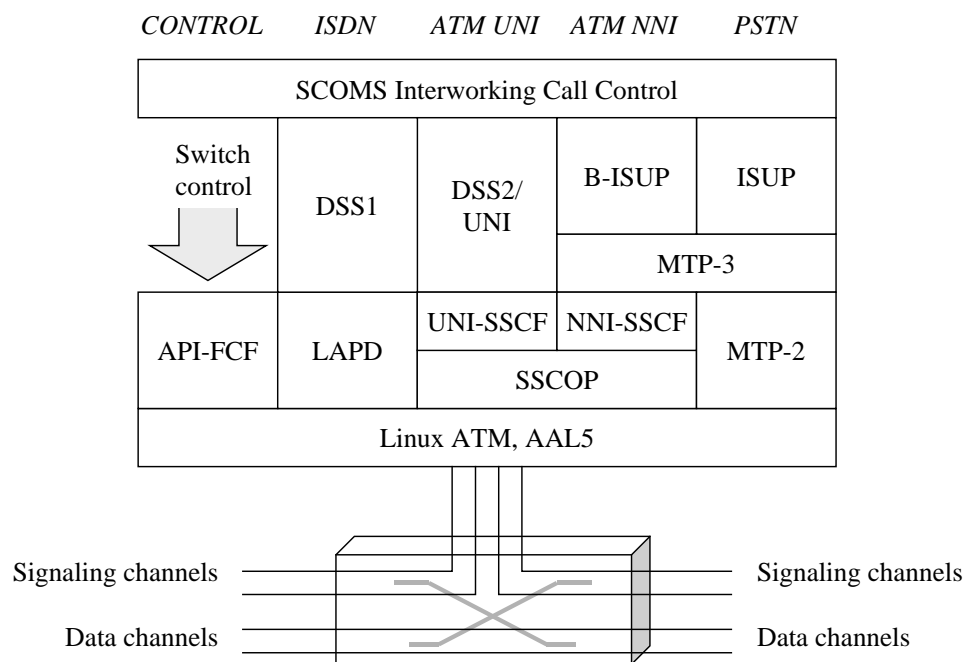 CONTROL ISDN ATM UNI ATM NNI PSTN
SCOMS Interworking Call Control
Switch
control
DSS1
DSS2/
UNI
B-ISUP
ISUP
MTP-3
API-FCF
LAPD
UNI-SSCF
NNI-SSCF
SSCOP
MTP-2
Linux ATM, AAL5
Signaling channels
Signaling channels
Data channels
Data channels